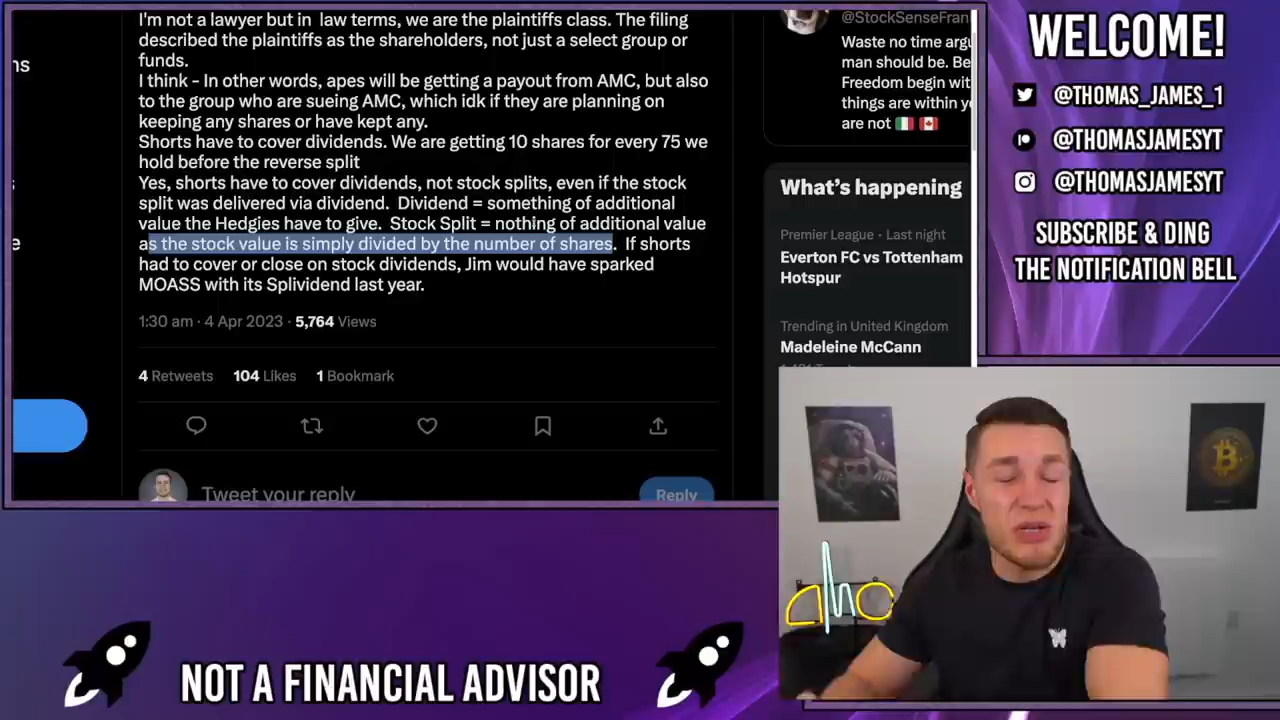 I'm not a lawyer but in law terms, we are the plaintiffs class. The filing
described the plaintiffs as the shareholders, not just a select group or
funds.
I think - In other words, apes will be getting a payout from AMC, but also
to the group who are sueing AMC, which idk if they are planning on
keeping any shares or have kept any.
Shorts have to cover dividends. We are getting 10 shares for every 75 we
hold before the reverse split
Yes, shorts have to cover dividends, not stock splits, even if the stock
split was delivered via dividend. Dividend = something of additional
value the Hedgies have to give. Stock Split = nothing of additional value
as the stock value is simply divided by the number of shares. If shorts
had to cover or close on stock dividends, Jim would have sparked
MOASS with its Splividend last year.
1:30 am · 4 Apr 2023 · 5,764 Views
4 Retweets 104 Likes 1 Bookmark
Tweet your reply
Reply
ns
e
@StockSenseFran
Waste no time argu
man should be. Be
Freedom begin wit
things are within y
are not
What's happening
Premier League · Last night
Everton FC vs Tottenham
Hotspur
Trending in United Kingdom
Madeleine McCann
WELCOME!
@THOMAS_JAMES_1
@THOMASJAMESYT
@THOMASJAMESYT
SUBSCRIBE & DING
THE NOTIFICATION BELL
NOT A FINANCIAL ADVISOR